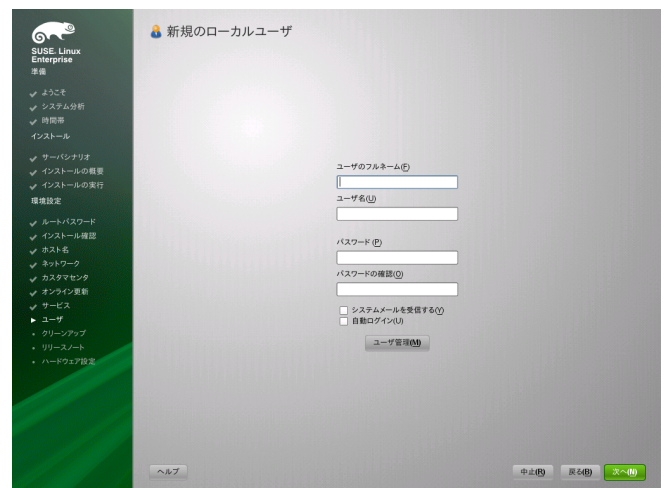 SUSE. Linux
Enterprise
準備
ようこそ
システム分析
時間帯
インストール
サーバシナリオ
インストールの概要
インストールの実行
環境設定
ルートパスワード
インストール確認
ホスト名
ネットワーク
カスタマセンタ
オンライン更新
サービス
ユーザ
クリーンアップ
リリースノート
ハードウェア設定
新規のローカルユーザ
ユーザのフルネーム(F)
ユーザ名(U)
パスワード (P)
パスワードの確認(O)
システムメールを受信する(Y)
自動ログイン(U)
ユーザ管理(M)
ヘルプ
中止(R)
戻る(B)
次へ(N)